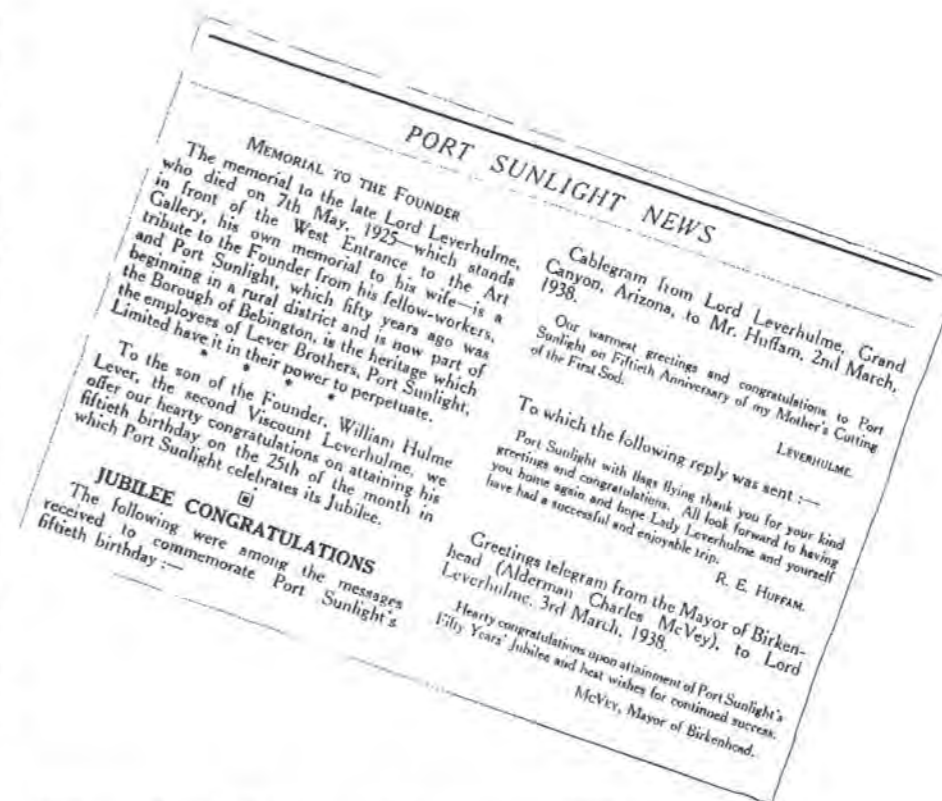 PORT SUNLIGHT NEWS
MEMORIAL TO THE FOUNDER
The memorial to the late Lord Leverhulme,
who died on 7th May, 1925—which stands
in front of the West Entrance to the Art
Gallery, his own memorial to his wife—is a
tribute to the Founder from his fellow-workers,
and Port Sunlight, which fifty years ago was
beginning in a rural district and is now part of
the Borough of Bebington, is the heritage which
the employees of Lever Brothers, Port Sunlight,
Limited have it in their power to perpetuate.
* * *
To the son of the Founder, William Hulme
Lever, the second Viscount Leverhulme, we
offer our hearty congratulations on attaining his
fiftieth birthday on the 25th of the month in
which Port Sunlight celebrates its Jubilee.
JUBILEE CONGRATULATIONS
The following were among the messages
received to commemorate Port Sunlight's
fiftieth birthday :—
Cablegram from Lord Leverhulme, Grand
Canyon, Arizona, to Mr. Huffam, 2nd March,
1938.
Our warmest greetings and congratulations to Port
Sunlight on Fiftieth Anniversary of my Mother's Cutting
of the First Sod.
LEVERHULME.
To which the following reply was sent :—
Port Sunlight with flags flying thank you for your kind
greetings and congratulations. All look forward to having
you home again and hope Lady Leverhulme and yourself
have had a successful and enjoyable trip.
R. E. HUFFAM.
Greetings telegram from the Mayor of Birken-
head (Alderman Charles McVey), to Lord
Leverhulme, 3rd March, 1938.
Hearty congratulations upon attainment of Port Sunlight's
Fifty Years' Jubilee and best wishes for continued success.
MCVEY, Mayor of Birkenhead.